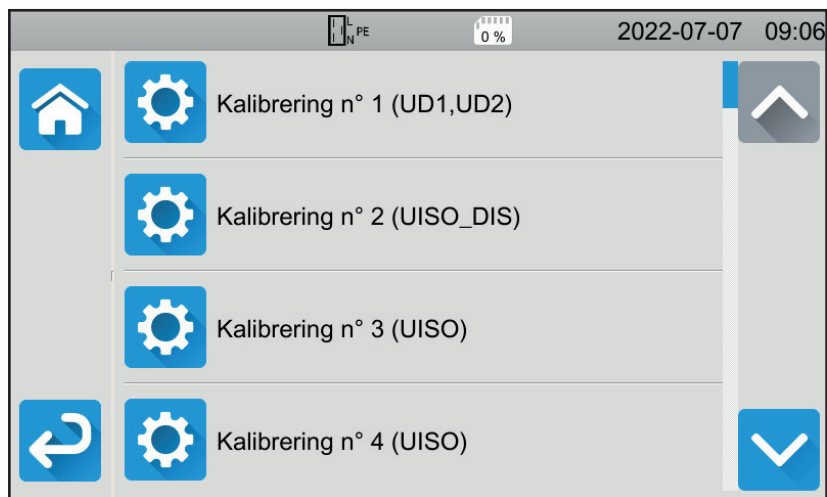 L
N PE
0 %
2022-07-07 09:06
Kalibrering n° 1 (UD1,UD2)
Kalibrering n° 2 (UISO_DIS)
Kalibrering n° 3 (UISO)
Kalibrering n° 4 (UISO)